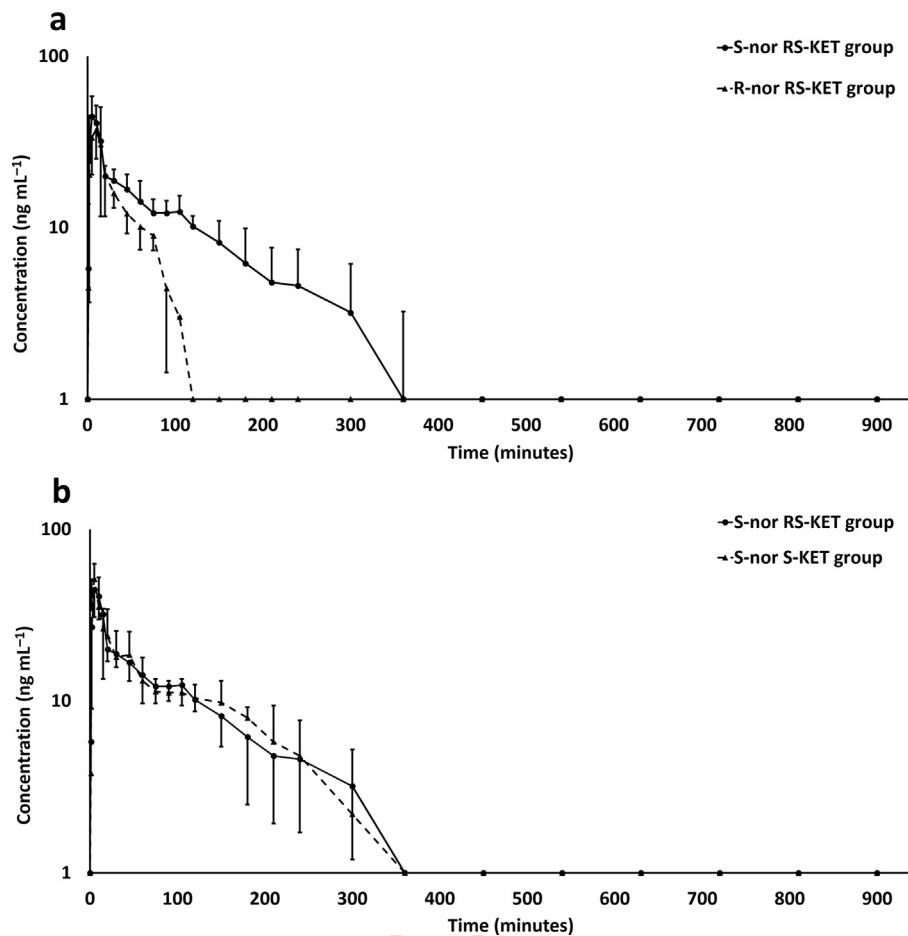 a
100
S-nor RS-KET group
R-nor RS-KET group
Concentration (ng mL⁻¹)
10
1
0 100 200 300 400 500 600 700 800 900
Time (minutes)
b
100
S-nor RS-KET group
S-nor S-KET group
Concentration (ng mL⁻¹)
10
1
0 100 200 300 400 500 600 700 800 900
Time (minutes)